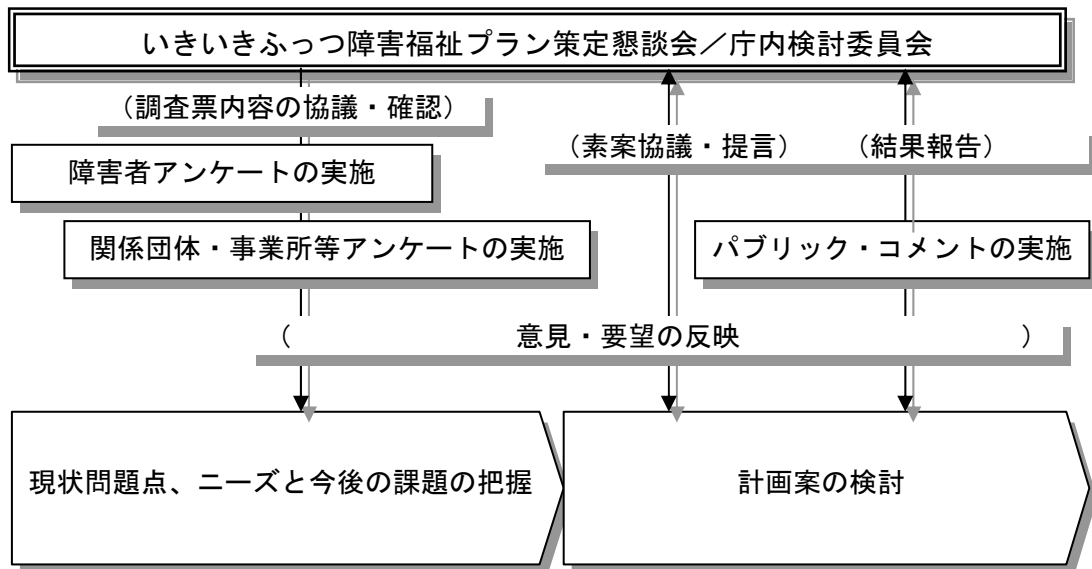 いきいきふっつ障害福祉プラン策定懇談会／庁内検討委員会
（調査票内容の協議・確認）
（素案協議・提言）
（結果報告）
障害者アンケートの実施
関係団体・事業所等アンケートの実施
パブリック・コメントの実施
（意見・要望の反映）
現状問題点、ニーズと今後の課題の把握
計画案の検討